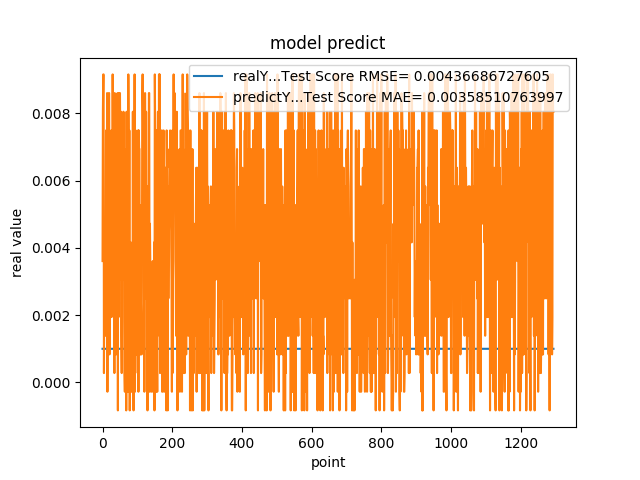 model predict
realY...Test Score RMSE= 0.00436686727605
predictY...Test Score MAE= 0.00358510763997
0.008
0.006
0.004
0.002
0.000
real value
0 200 400 600 800 1000 1200
point